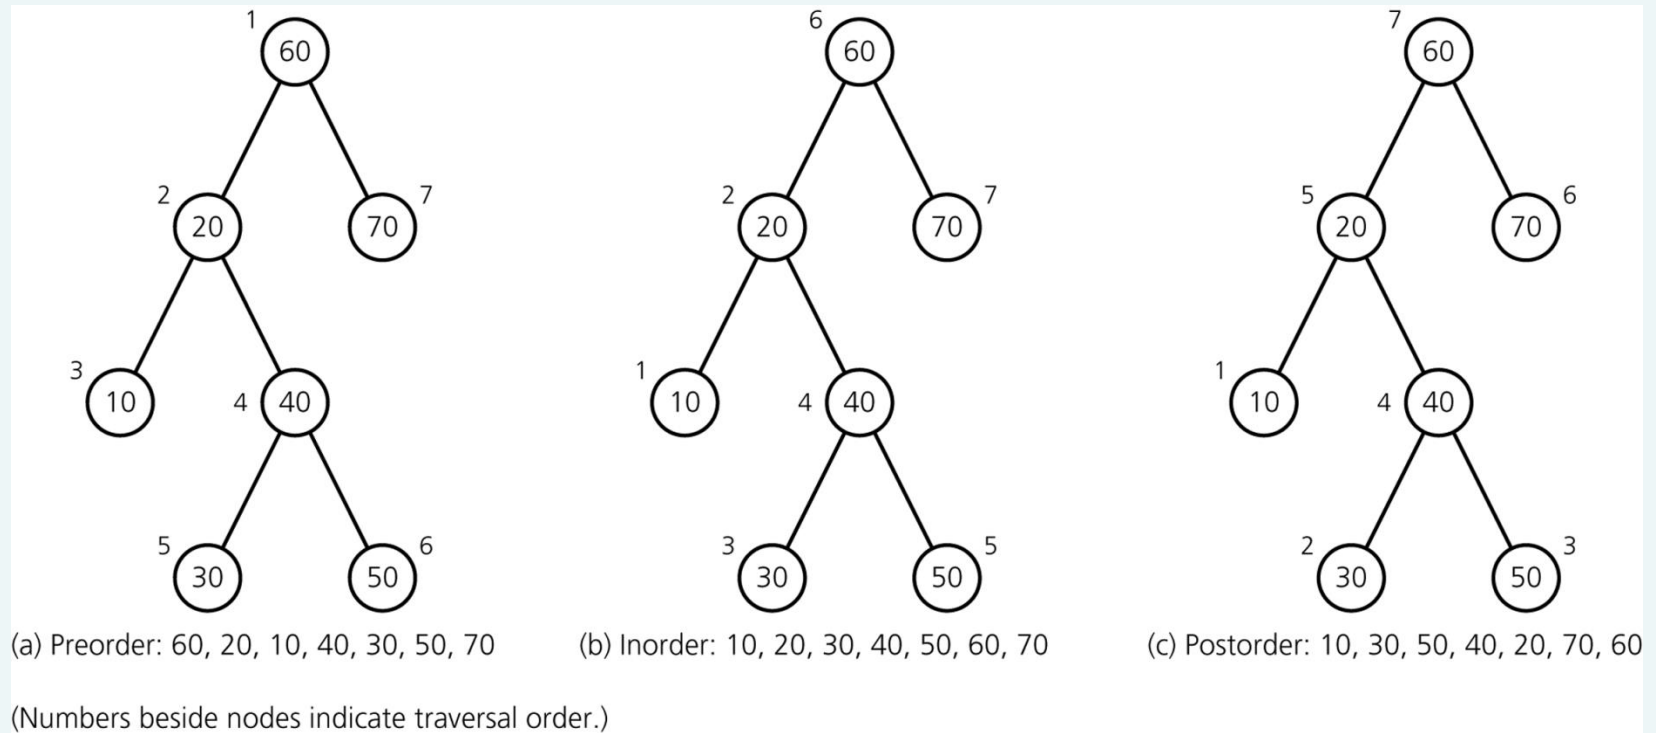 1 6 7
60 60 60
2 7 2 7 5 6
20 70 20 70 20 70
3 1 1
10 4 40 10 4 40 10 4 40
5 6 3 5 2 3
30 50 30 50 30 50
(a) Preorder: 60, 20, 10, 40, 30, 50, 70 (b) Inorder: 10, 20, 30, 40, 50, 60, 70 (c) Postorder: 10, 30, 50, 40, 20, 70, 60
(Numbers beside nodes indicate traversal order.)